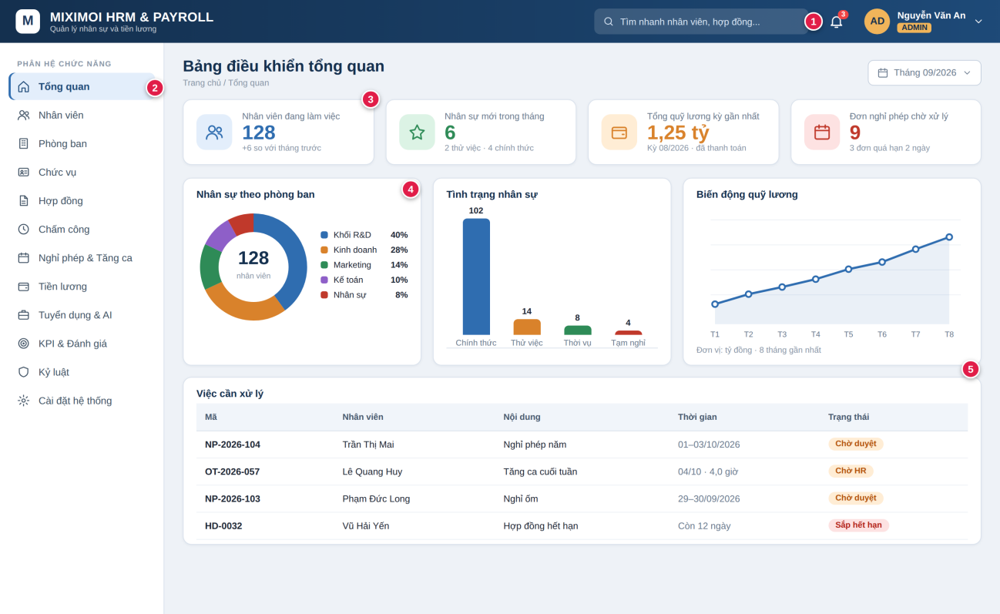 M
MIXIMOI HRM & PAYROLL
Quản lý nhân sự và tiền lương
Tìm nhanh nhân viên, hợp đồng...
1
3
AD
Nguyễn Văn An
ADMIN
PHÂN HỆ CHỨC NĂNG
Tổng quan
2
Nhân viên
Phòng ban
Chức vụ
Hợp đồng
Chấm công
Nghỉ phép & Tăng ca
Tiền lương
Tuyển dụng & AI
KPI & Đánh giá
Kỷ luật
Cài đặt hệ thống
Bảng điều khiển tổng quan
Trang chủ / Tổng quan
Tháng 09/2026
3
Nhân viên đang làm việc
128
+6 so với tháng trước
Nhân sự mới trong tháng
6
2 thử việc · 4 chính thức
Tổng quỹ lương kỳ gần nhất
1,25 tỷ
Kỳ 08/2026 · đã thanh toán
Đơn nghỉ phép chờ xử lý
9
3 đơn quá hạn 2 ngày
Nhân sự theo phòng ban
4
128
nhân viên
Khối R&D 40%
Kinh doanh 28%
Marketing 14%
Kế toán 10%
Nhân sự 8%
Tình trạng nhân sự
102
14
8
4
Chính thức Thử việc Thời vụ Tạm nghỉ
Biến động quỹ lương
T1 T2 T3 T4 T5 T6 T7 T8
Đơn vị: tỷ đồng · 8 tháng gần nhất
5
Việc cần xử lý
Mã Nhân viên Nội dung Thời gian Trạng thái
NP-2026-104 Trần Thị Mai Nghỉ phép năm 01–03/10/2026 Chờ duyệt
OT-2026-057 Lê Quang Huy Tăng ca cuối tuần 04/10 · 4,0 giờ Chờ HR
NP-2026-103 Phạm Đức Long Nghỉ ốm 29–30/09/2026 Chờ duyệt
HD-0032 Vũ Hải Yến Hợp đồng hết hạn Còn 12 ngày Sắp hết hạn